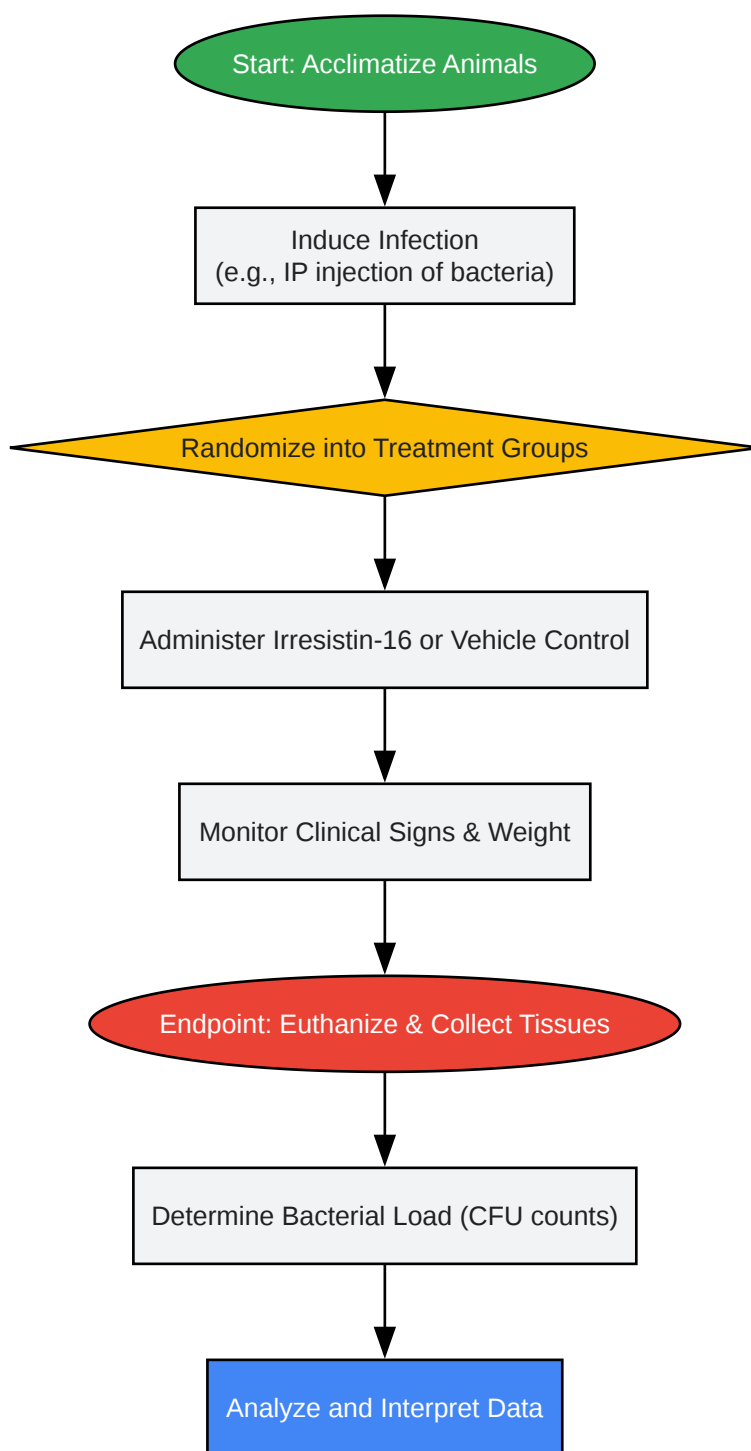 Start: Acclimatize Animals
Induce Infection
(e.g., IP injection of bacteria)
Randomize into Treatment Groups
Administer Irresistin-16 or Vehicle Control
Monitor Clinical Signs & Weight
Endpoint: Euthanize & Collect Tissues
Determine Bacterial Load (CFU counts)
Analyze and Interpret Data